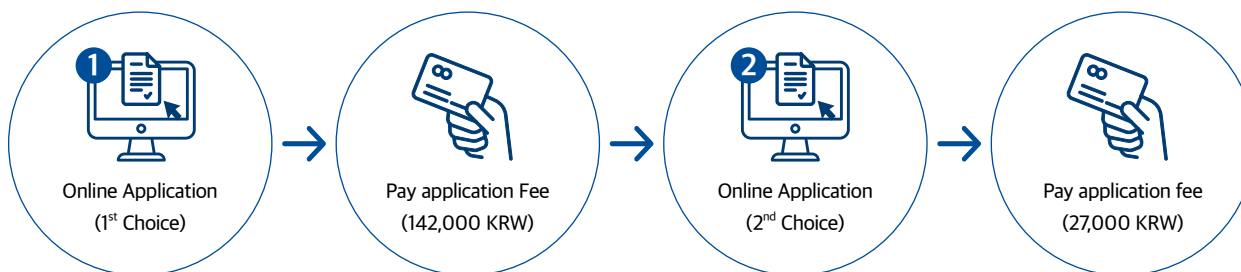 1
Online Application
(1st Choice)
Pay application Fee
(142,000 KRW)
2
Online Application
(2nd Choice)
Pay application fee
(27,000 KRW)